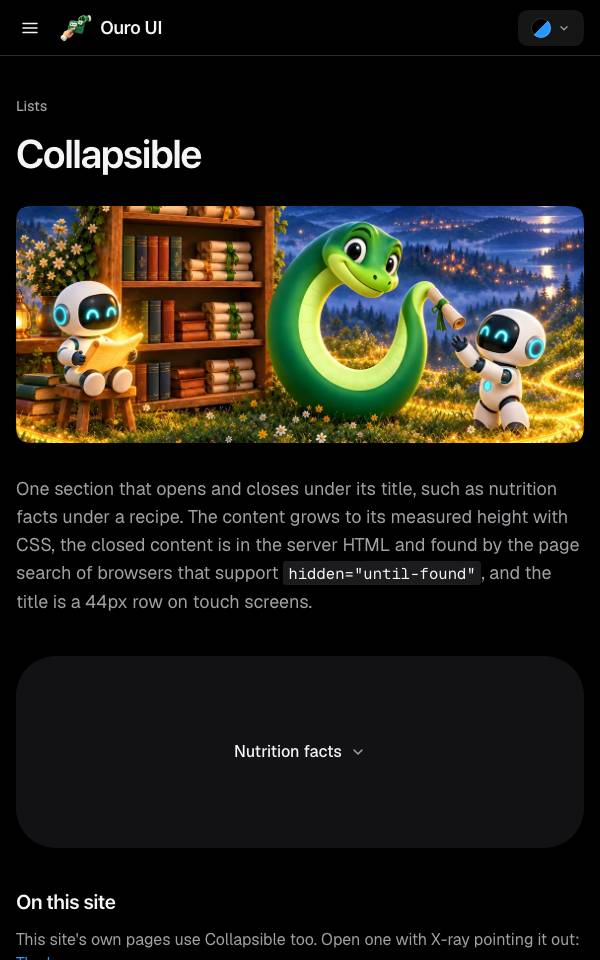 Ouro UI
Lists
Collapsible
One section that opens and closes under its title, such as nutrition
facts under a recipe. The content grows to its measured height with
CSS, the closed content is in the server HTML and found by the page
search of browsers that support hidden="until-found", and the
title is a 44px row on touch screens.
Nutrition facts
On this site
This site's own pages use Collapsible too. Open one with X-ray pointing it out: